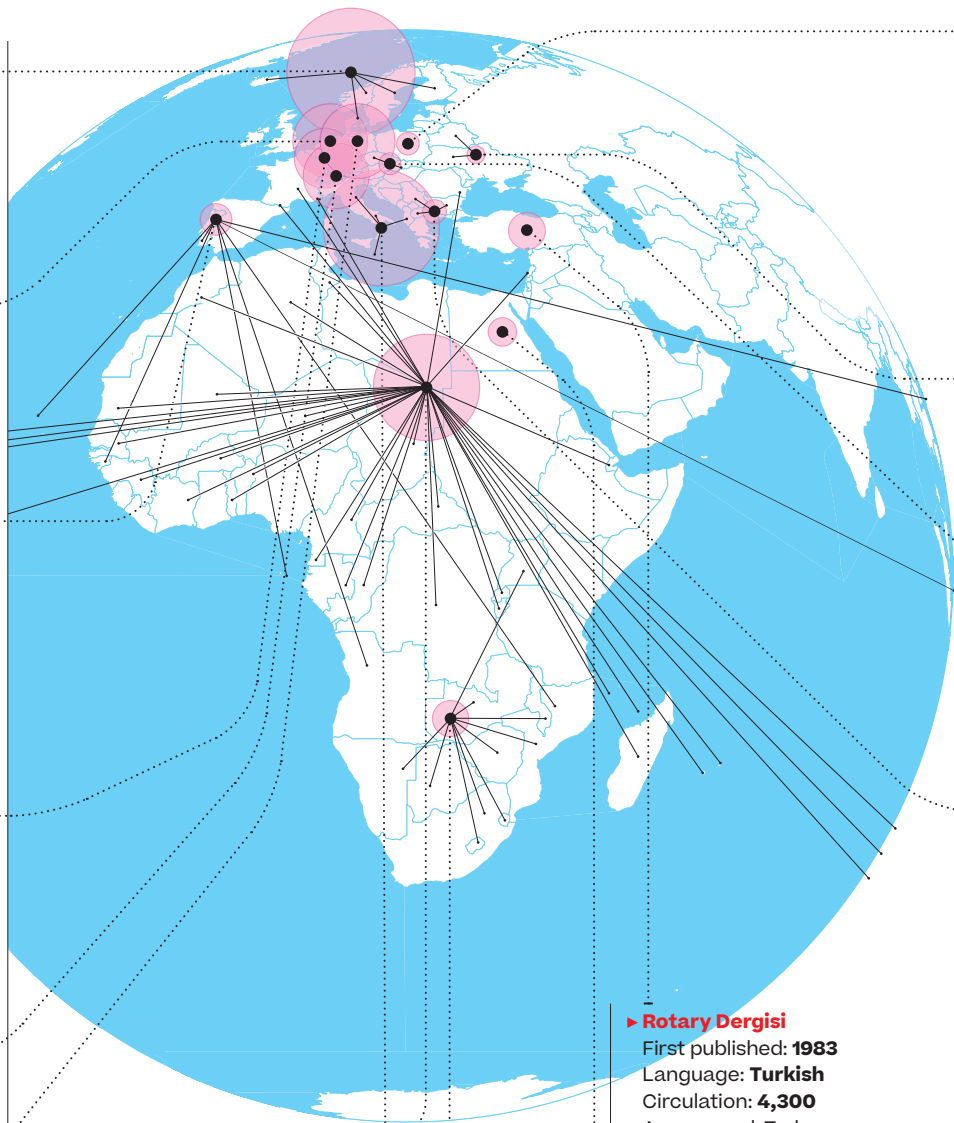 ▸ Rotary Dergisi
First published: 1983
Language: Turkish
Circulation: 4,300